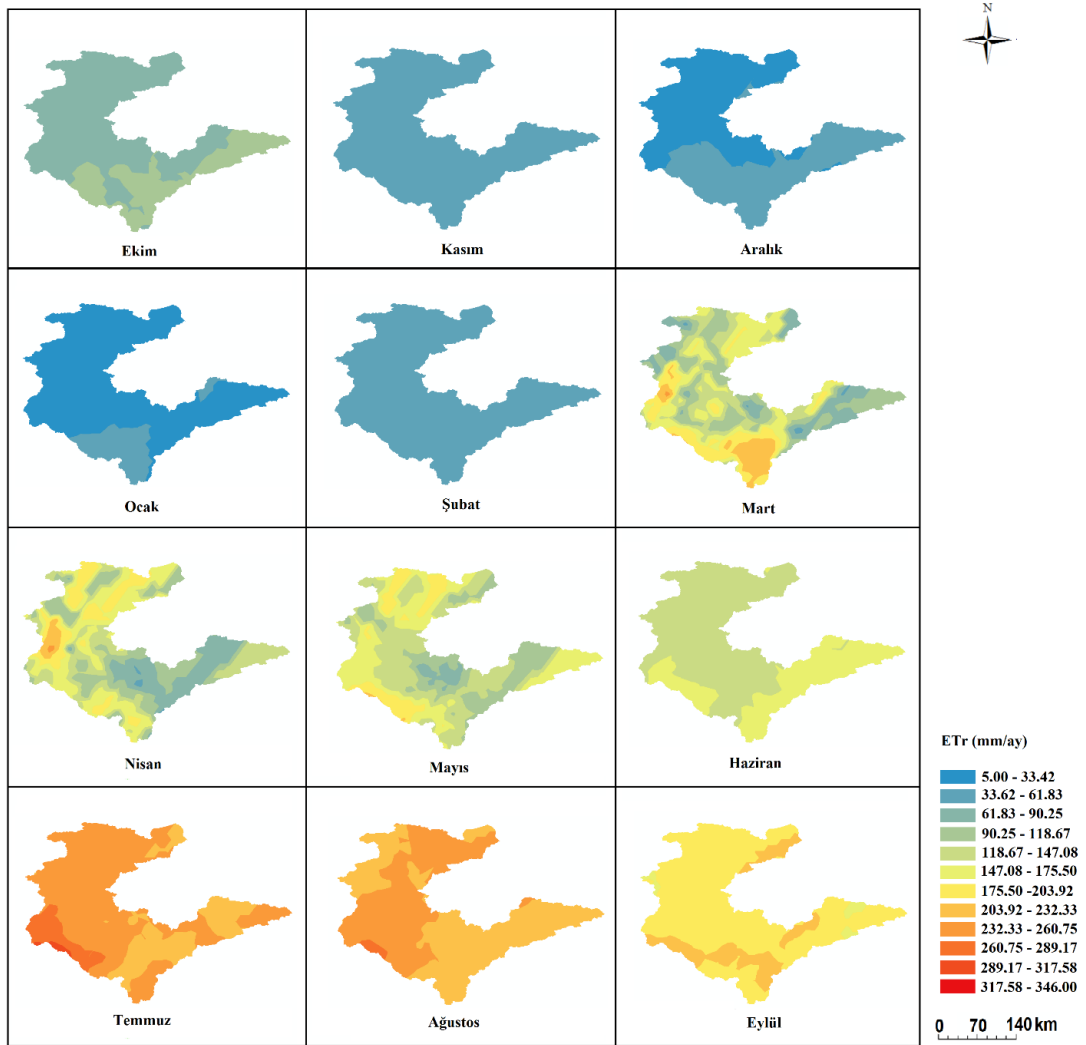 N
Ekim
Kasım
Aralık
Ocak
Şubat
Mart
Nisan
Mayıs
Haziran
Temmuz
Ağustos
Eylül
ETr (mm/ay)
5.00 - 33.42
33.62 - 61.83
61.83 - 90.25
90.25 - 118.67
118.67 - 147.08
147.08 - 175.50
175.50 -203.92
203.92 - 232.33
232.33 - 260.75
260.75 - 289.17
289.17 - 317.58
317.58 - 346.00
0 70 140 km